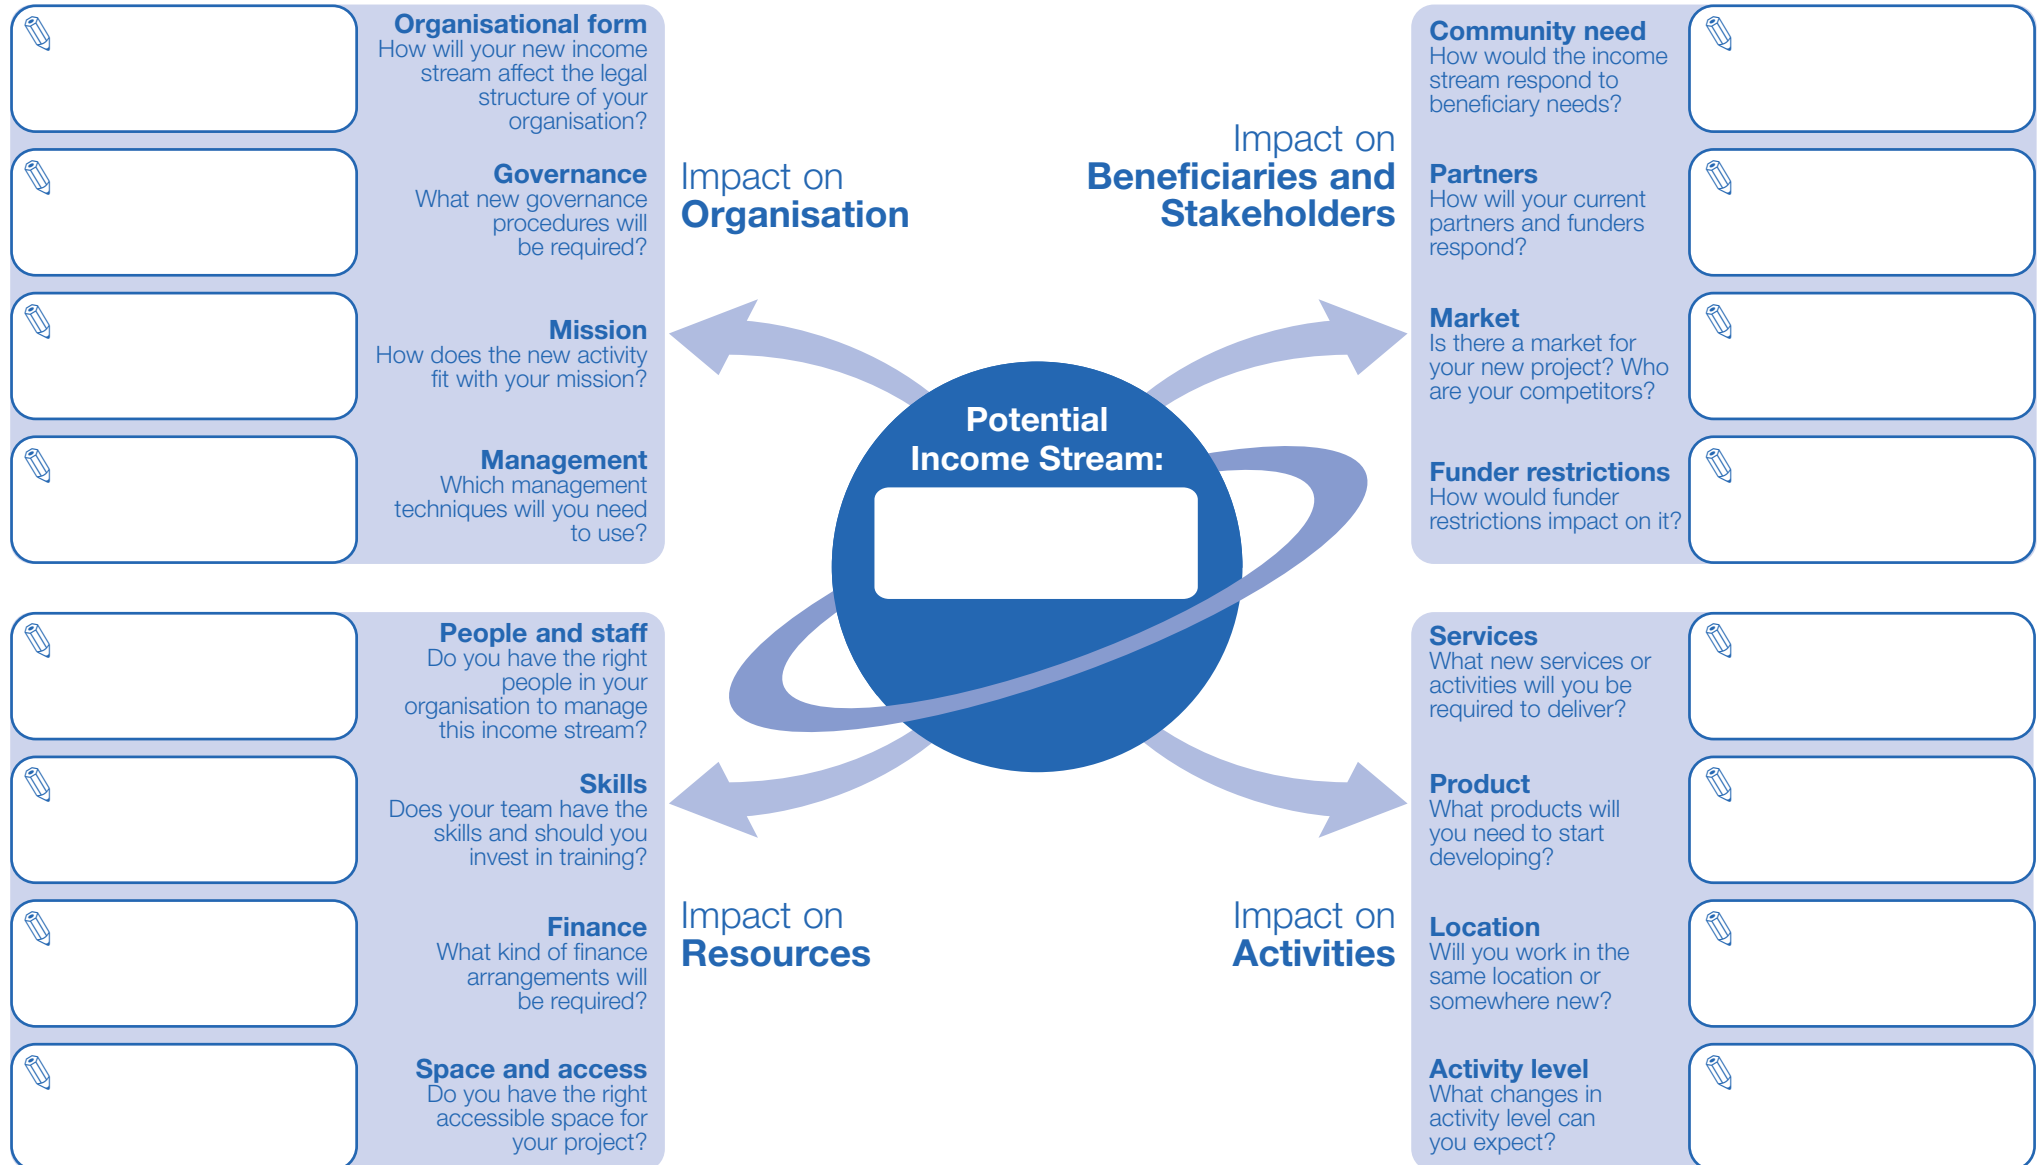 Organisational form
How will your new income
stream affect the legal
structure of your
organisation?
Governance
What new governance
procedures will
be required?
Mission
How does the new activity
fit with your mission?
Management
Which management
techniques will you need
to use?
Impact on
Organisation
Impact on
Beneficiaries and
Stakeholders
Community need
How would the income
stream respond to
beneficiary needs?
Partners
How will your current
partners and funders
respond?
Market
Is there a market for
your new project? Who
are your competitors?
Funder restrictions
How would funder
restrictions impact on it?
Potential
Income Stream:
People and staff
Do you have the right
people in your
organisation to manage
this income stream?
Skills
Does your team have the
skills and should you
invest in training?
Finance
What kind of finance
arrangements will
be required?
Space and access
Do you have the right
accessible space for
your project?
Impact on
Resources
Impact on
Activities
Services
What new services or
activities will you be
required to deliver?
Product
What products will
you need to start
developing?
Location
Will you work in the
same location or
somewhere new?
Activity level
What changes in
activity level can
you expect?